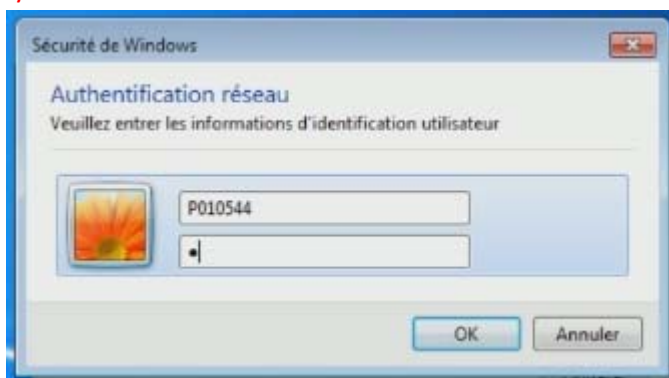 Sécurité de Windows
Authentification réseau
Veuillez entrer les informations d'identification utilisateur
P010544
●
OK
Annuler